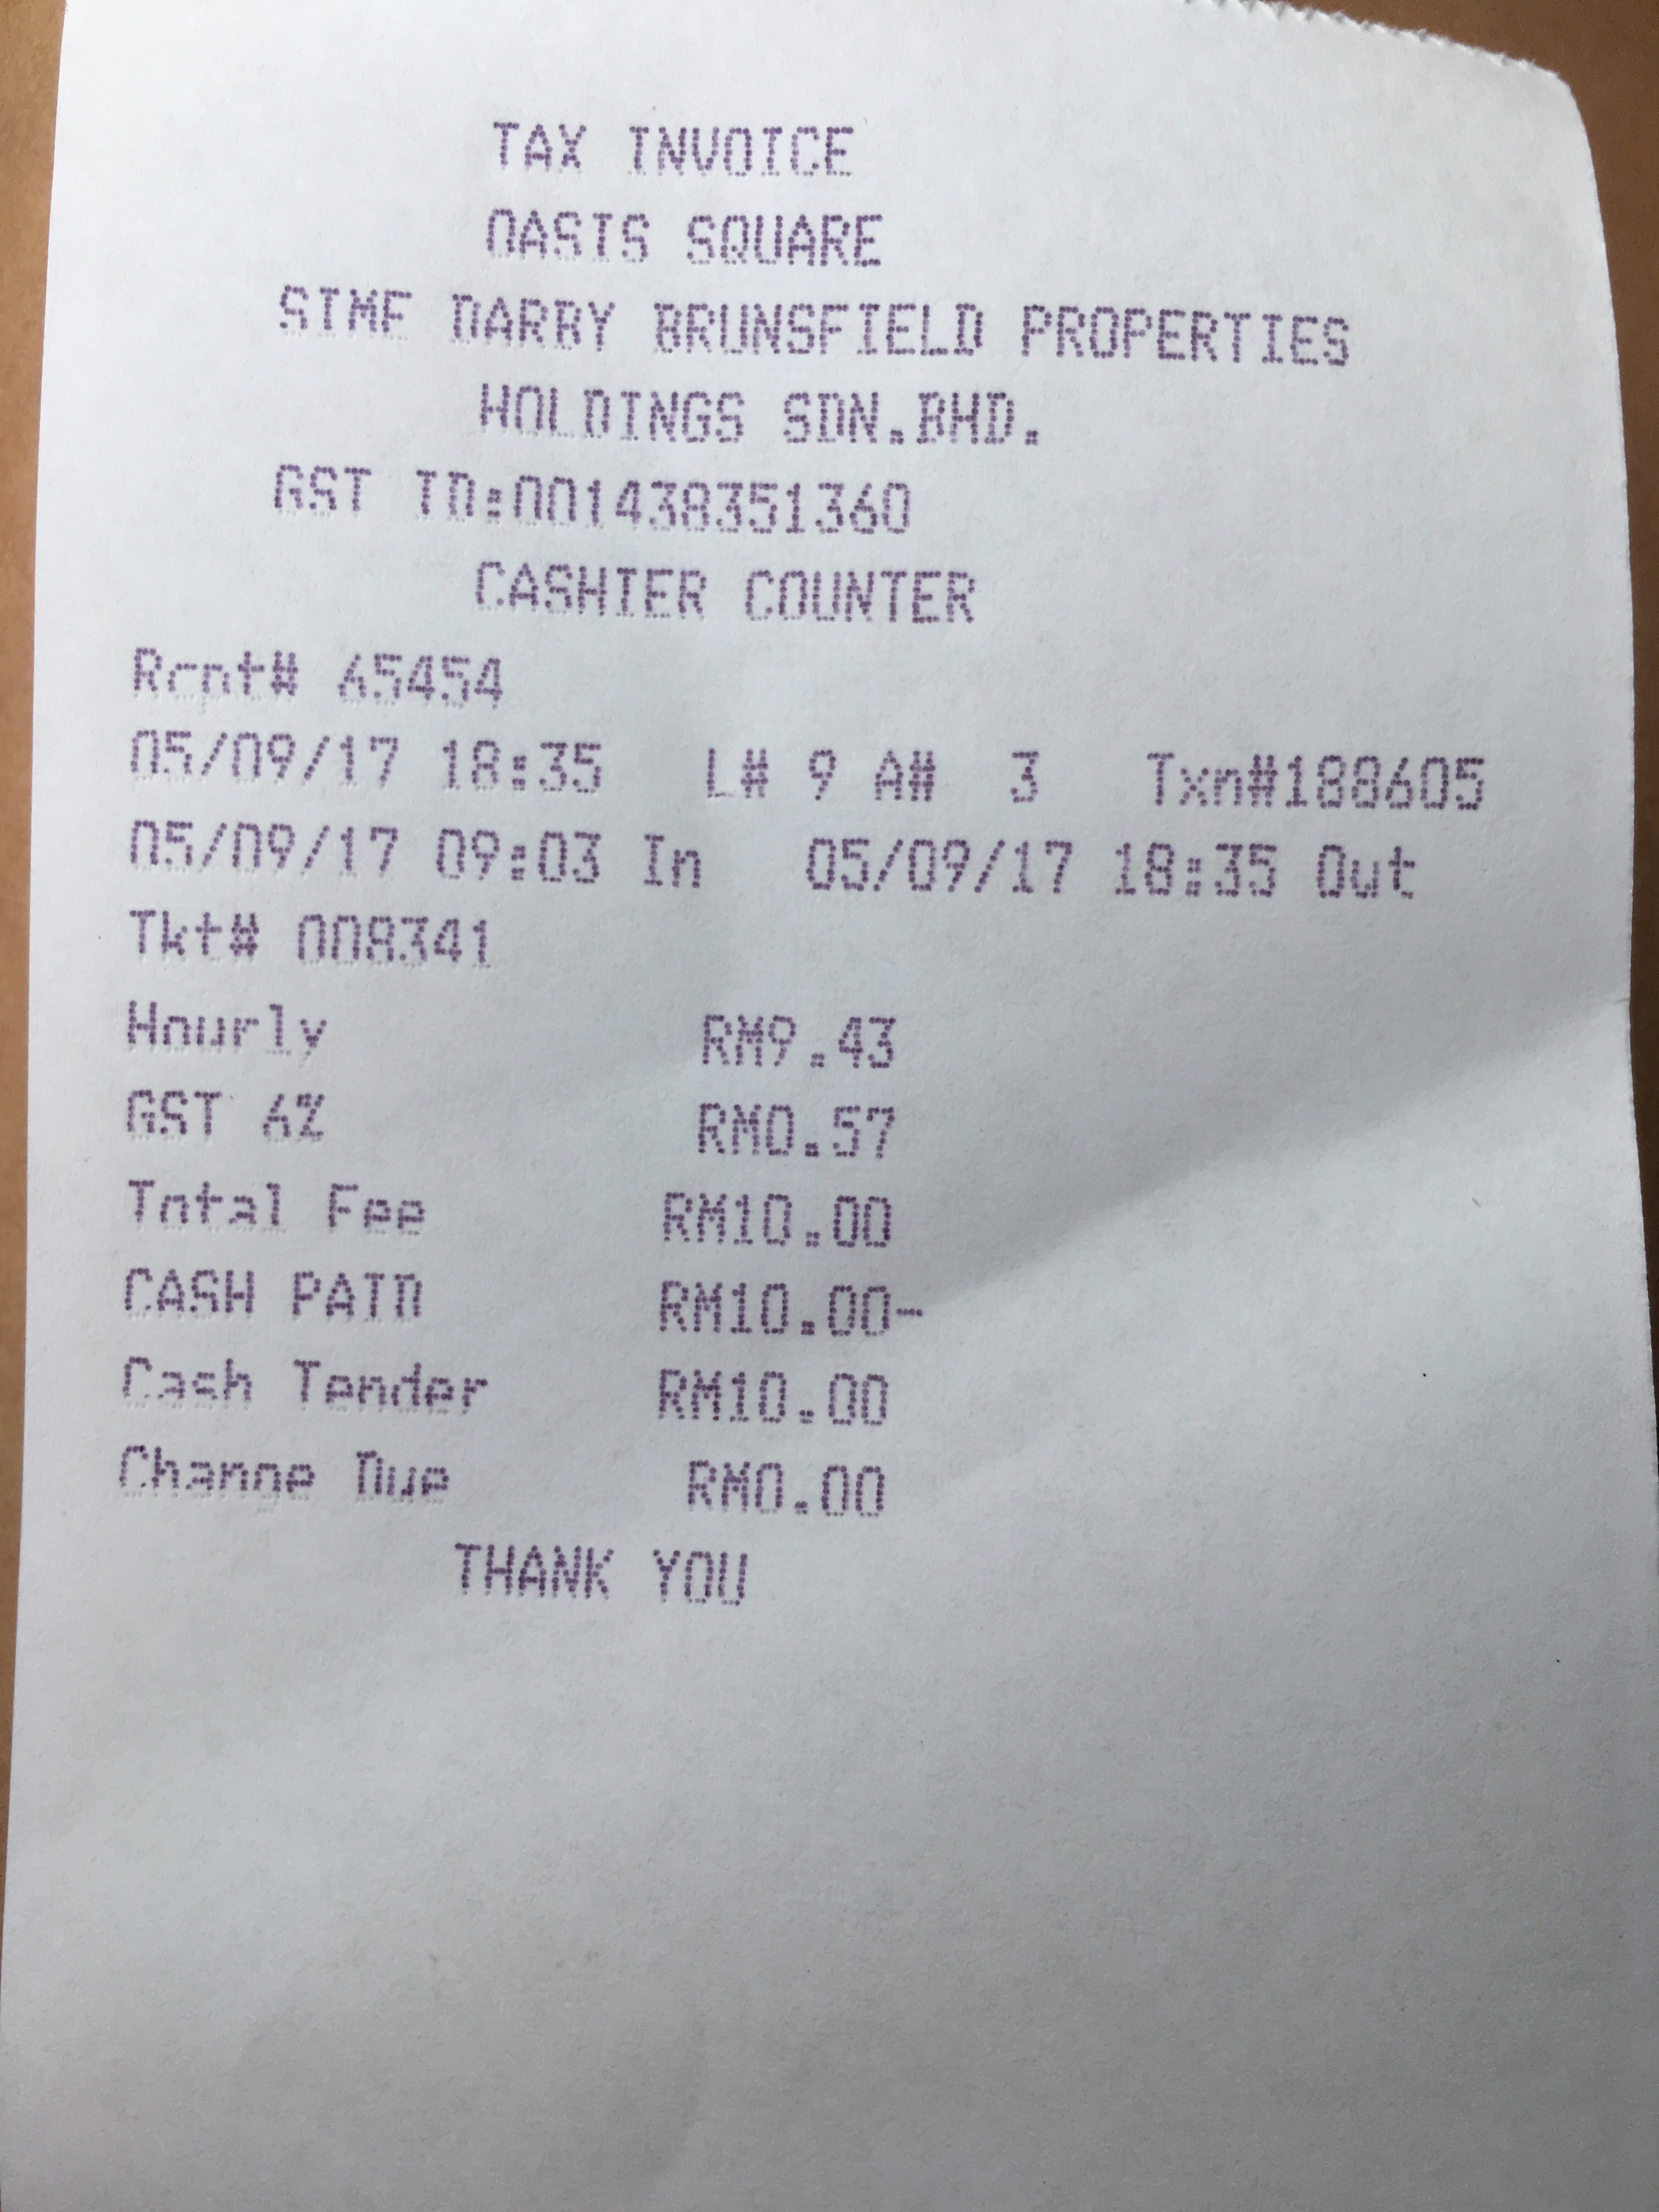 TAX INVOICE
OASIS SQUARE
SIME DARBY BRUNSFIELD PROPERTIES
HOLDINGS SDN.BHD.
GST ID:001438351360
CASHIER COUNTER
Rcpt# 65454
05/09/17 18:35 L# 9 A# 3 Txn#188605
05/09/17 09:03 In 05/09/17 18:35 Out
Tkt# 008341
Hourly RM9.43
GST 6% RM0.57
Total Fee RM10.00
CASH PAID RM10.00-
Cash Tender RM10.00
Change Due RM0.00
THANK YOU